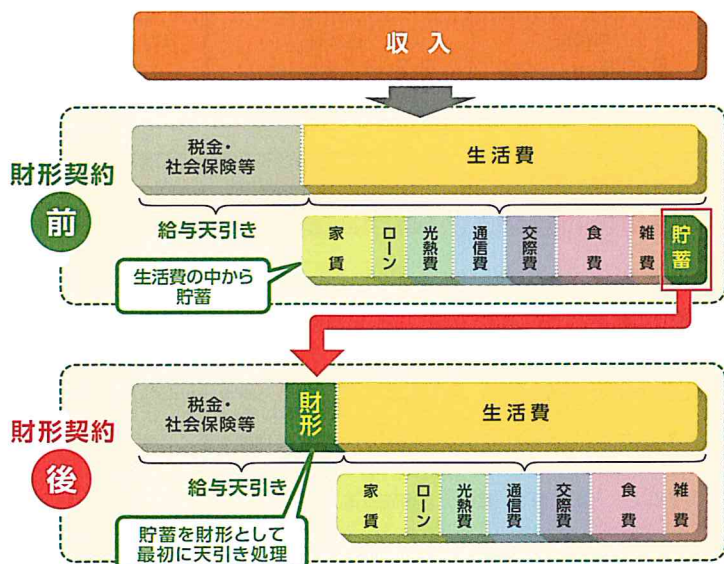 収入
財形契約
前
税金・
社会保険等
生活費
給与天引き
生活費の中から
貯蓄
家賃
ローン
光熱費
通信費
交際費
食費
雑費
貯蓄
財形契約
後
税金・
社会保険等
財形
生活費
給与天引き
貯蓄を財形として
最初に天引き処理
家賃
ローン
光熱費
通信費
交際費
食費
雑費